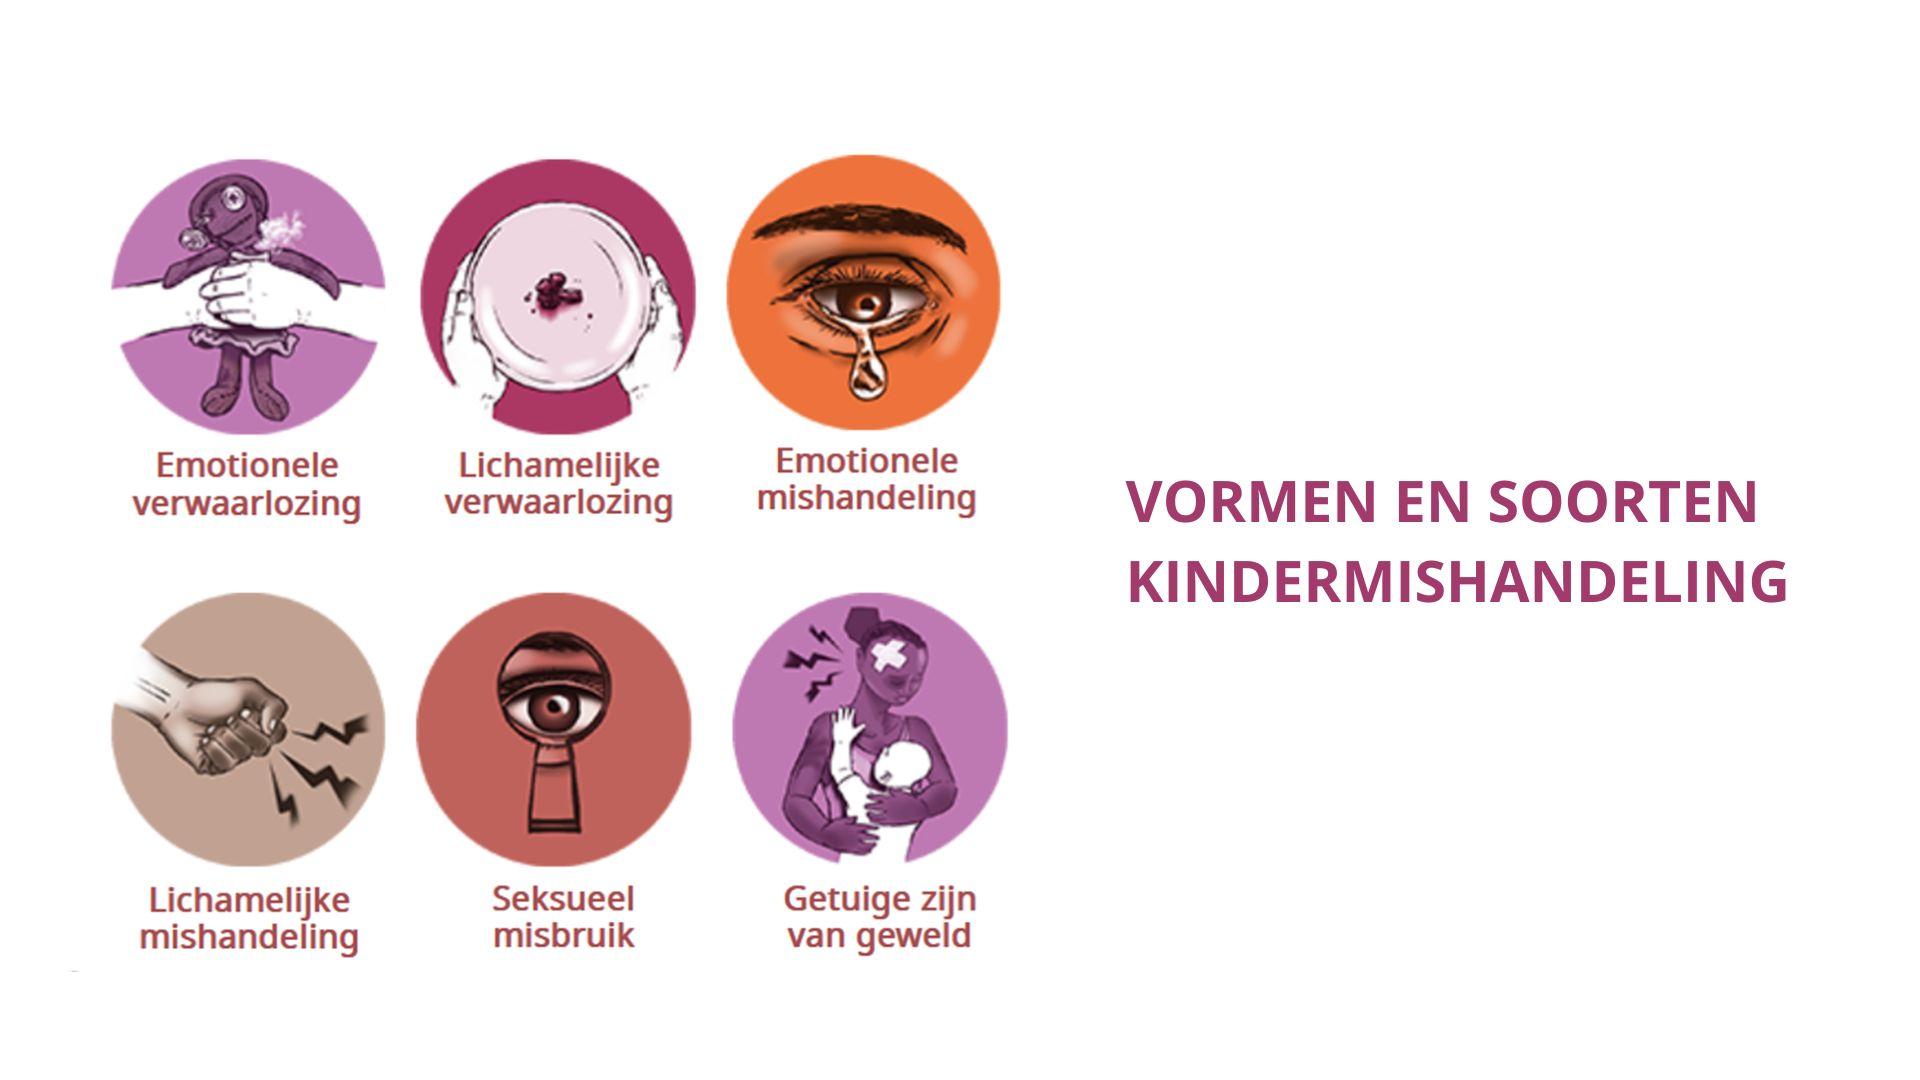 Emotionele
verwaarlozing
Lichamelijke
verwaarlozing
Emotionele
mishandeling
Lichamelijke
mishandeling
Seksueel
misbruik
Getuige zijn
van geweld
VORMEN EN SOORTEN
KINDERMISHANDELING